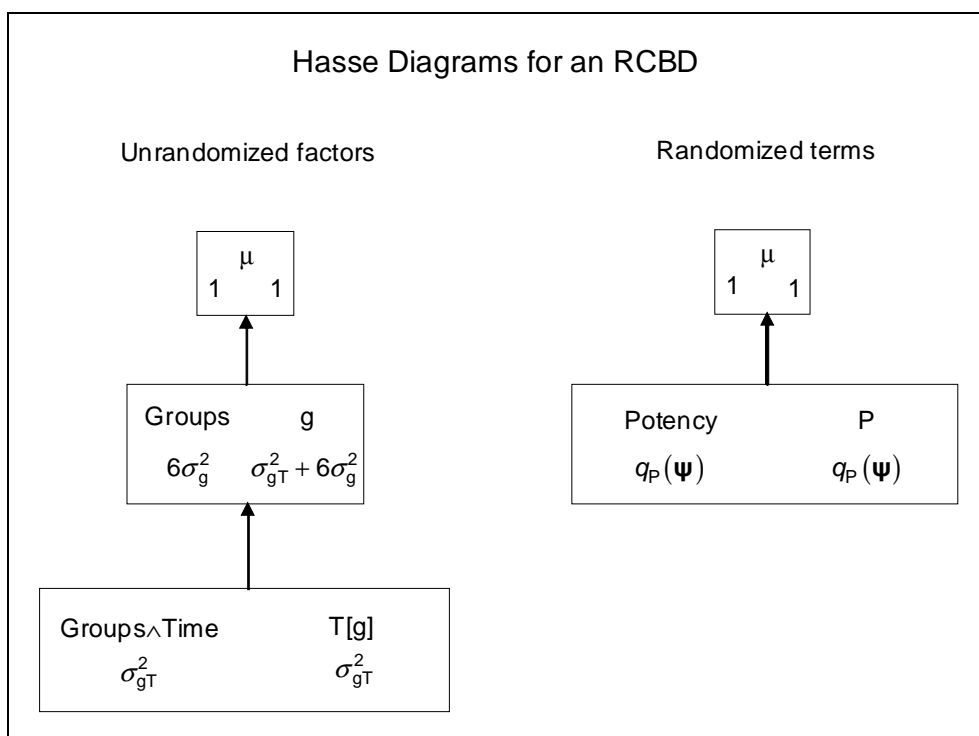 Hasse Diagrams for an RCBD
Unrandomized factors
μ
1 1
Groups g
6σ²g σ²gT + 6σ²g
Groups∧Time T[g]
σ²gT σ²gT
Randomized terms
μ
1 1
Potency P
qP(ψ) qP(ψ)